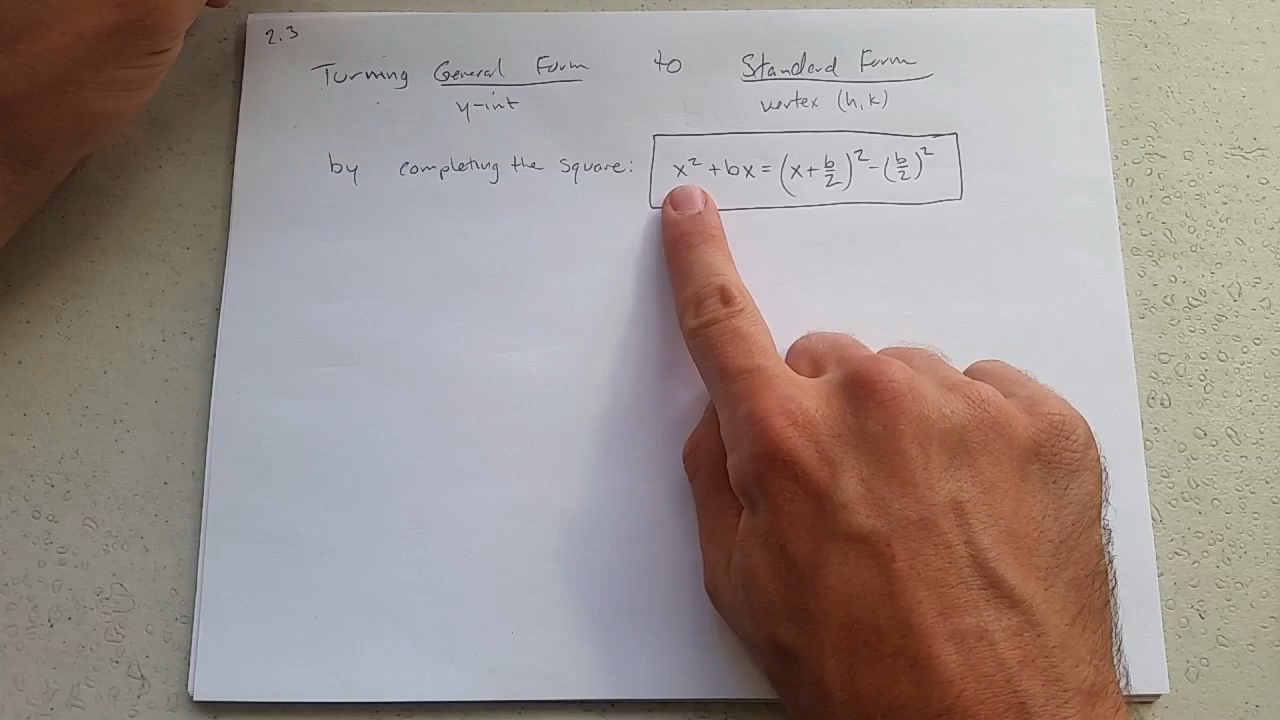 2.3
Turning General Form to Standard Form
y-int vertex (h,k)
by completing the square: x² + bx = (x + b/2)² - (b/2)²